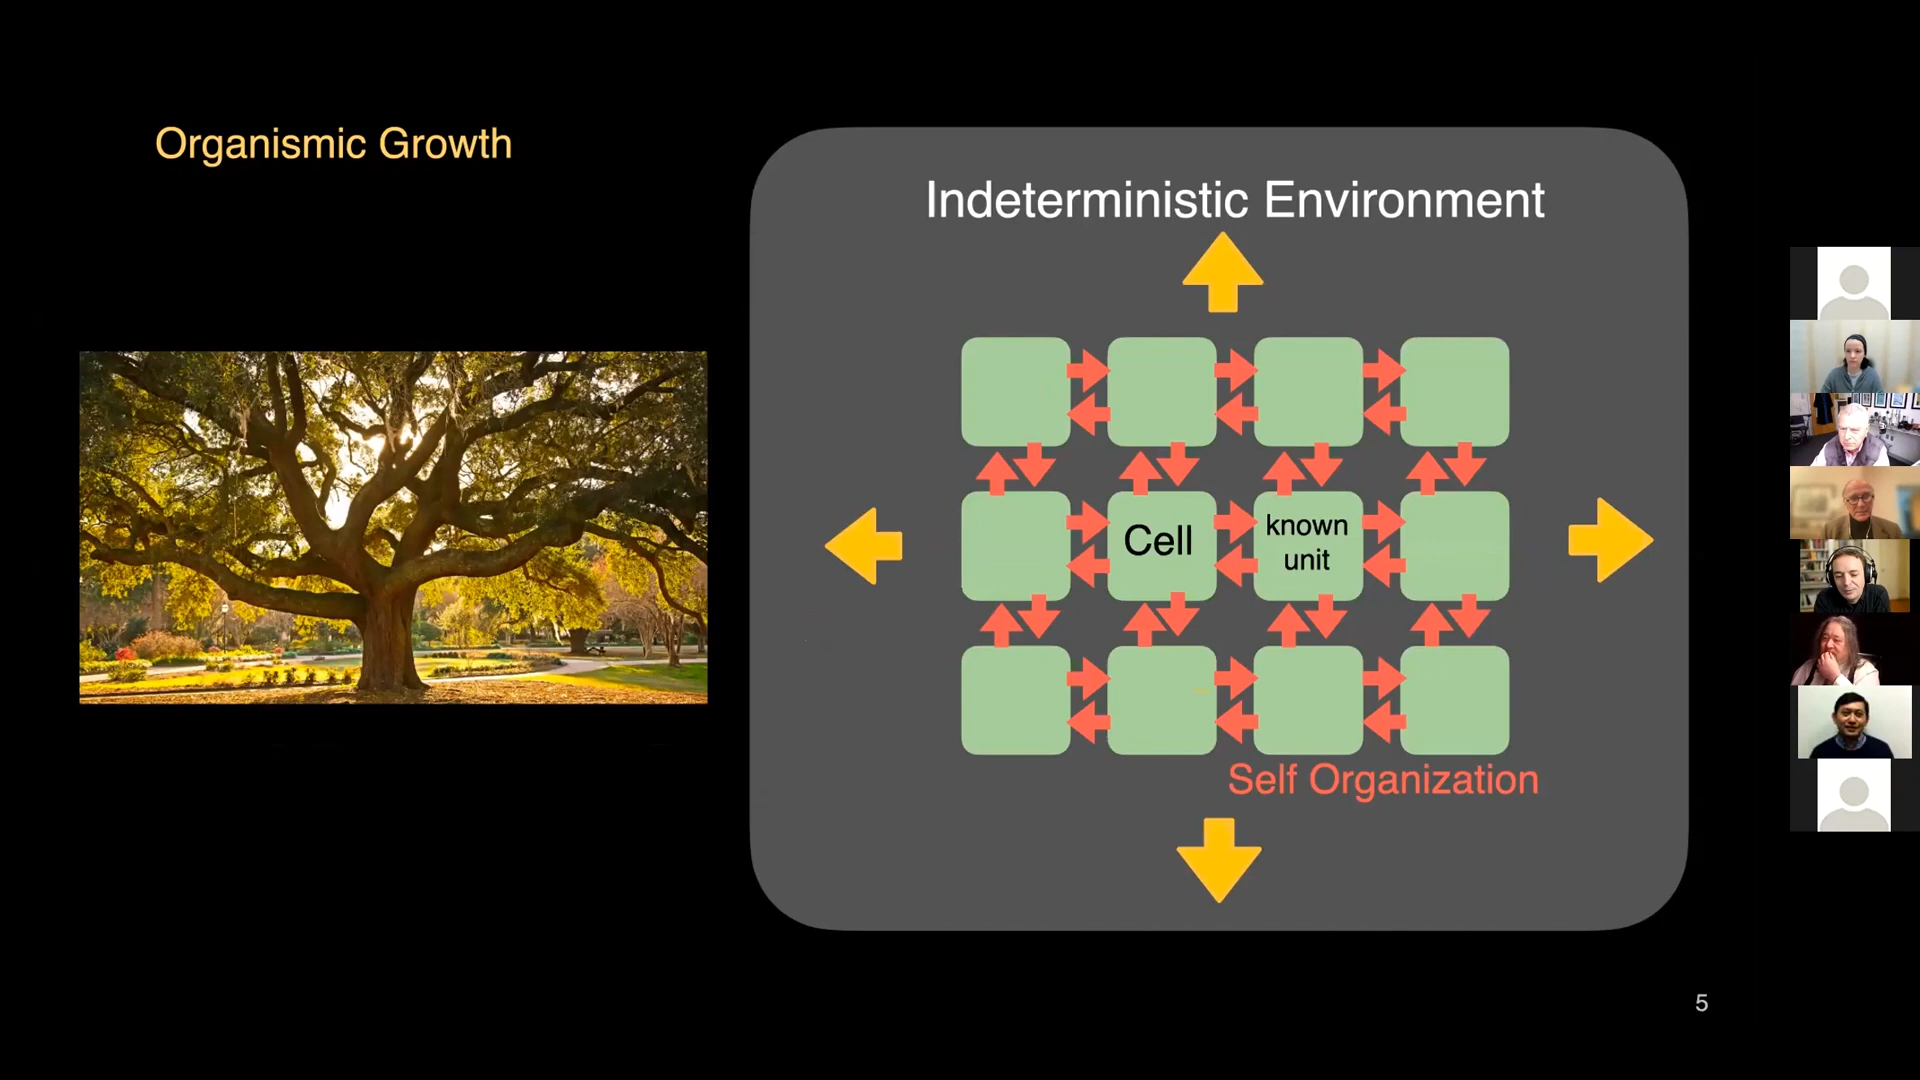 Organismic Growth
Indeterministic Environment
Cell
known
unit
Self Organization
5